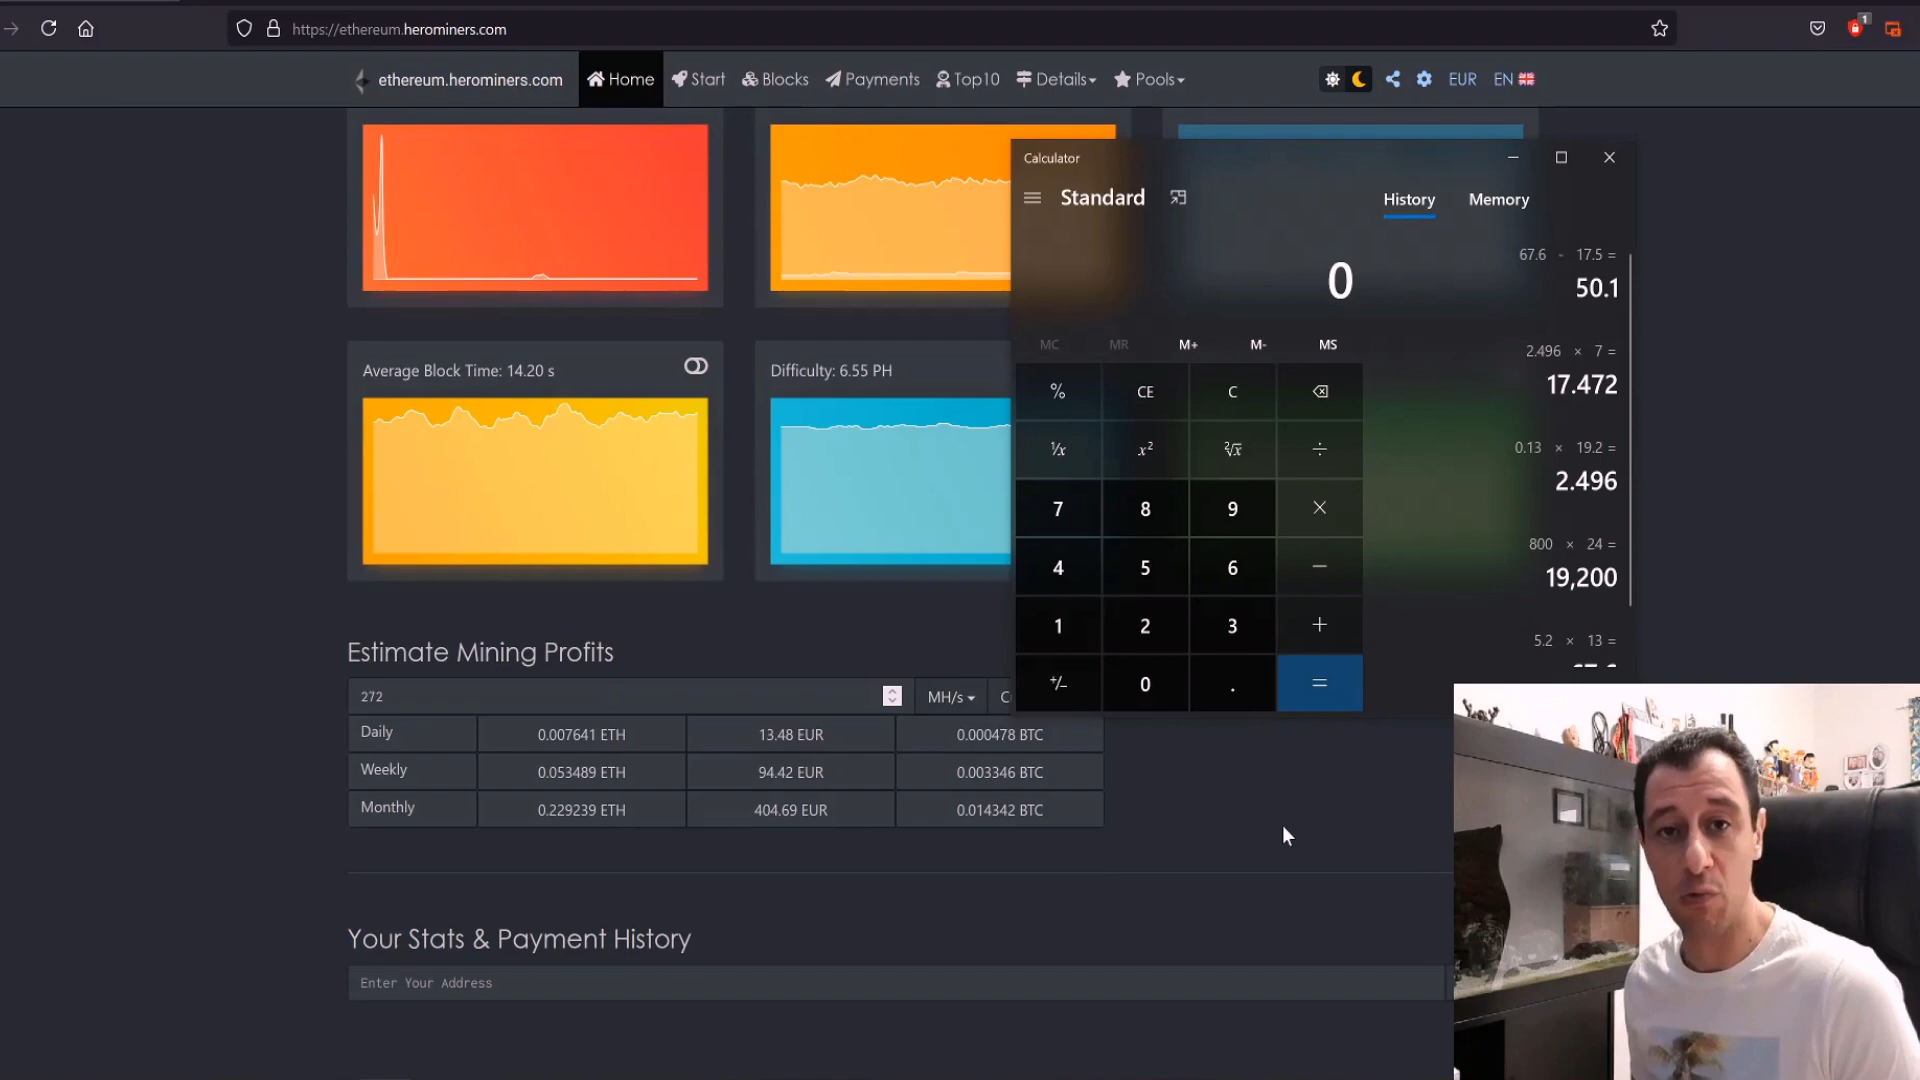 https://ethereum.herominers.com
1
ethereum.herominers.com Home Start Blocks Payments Top10 Details Pools EUR EN
Calculator
Standard
History Memory
0
67.6 - 17.5 =
50.1
2.496 × 7 =
17.472
0.13 × 19.2 =
2.496
800 × 24 =
19,200
5.2 × 13 =
MC MR M+ M- MS
% CE C
¹/x x² ²√x ÷
7 8 9 ×
4 5 6 −
1 2 3 +
+/− 0 . =
Average Block Time: 14.20 s
Difficulty: 6.55 PH
Estimate Mining Profits
272 MH/s
Daily 0.007641 ETH 13.48 EUR 0.000478 BTC
Weekly 0.053489 ETH 94.42 EUR 0.003346 BTC
Monthly 0.229239 ETH 404.69 EUR 0.014342 BTC
Your Stats & Payment History
Enter Your Address